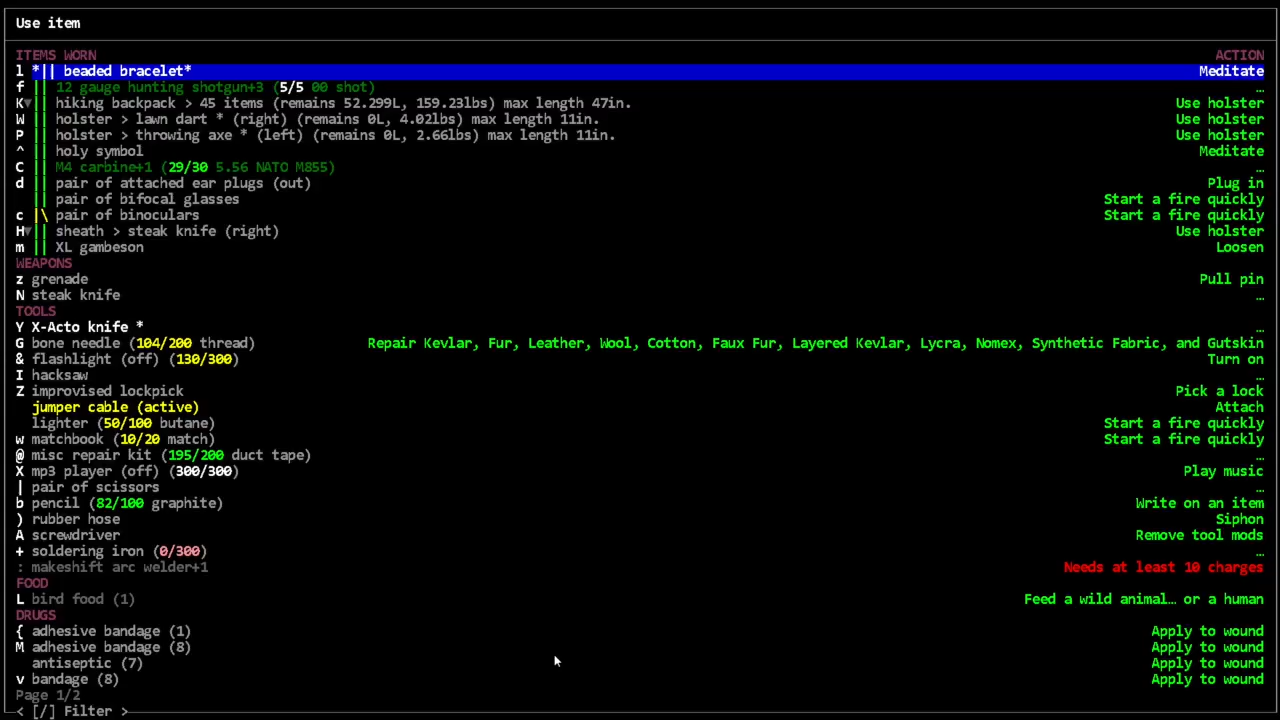 Use item
ITEMS WORN ACTION
l *|| beaded bracelet* Meditate
f || 12 gauge hunting shotgun+3 (5/5 00 shot) …
K▼|| hiking backpack > 45 items (remains 52.299L, 159.23lbs) max length 47in. Use holster
W || holster > lawn dart * (right) (remains 0L, 4.02lbs) max length 11in. Use holster
P || holster > throwing axe * (left) (remains 0L, 2.66lbs) max length 11in. Use holster
^ || holy symbol Meditate
C || M4 carbine+1 (29/30 5.56 NATO M855) …
d || pair of attached ear plugs (out) Plug in
|| pair of bifocal glasses Start a fire quickly
c |\ pair of binoculars Start a fire quickly
H▼|| sheath > steak knife (right) Use holster
m || XL gambeson Loosen
WEAPONS
z grenade Pull pin
N steak knife …
TOOLS
Y X-Acto knife * …
G bone needle (104/200 thread) Repair Kevlar, Fur, Leather, Wool, Cotton, Faux Fur, Layered Kevlar, Lycra, Nomex, Synthetic Fabric, and Gutskin
& flashlight (off) (130/300) Turn on
I hacksaw …
Z improvised lockpick Pick a lock
jumper cable (active) Attach
lighter (50/100 butane) Start a fire quickly
w matchbook (10/20 match) Start a fire quickly
@ misc repair kit (195/200 duct tape) …
X mp3 player (off) (300/300) Play music
| pair of scissors …
b pencil (82/100 graphite) Write on an item
) rubber hose Siphon
A screwdriver Remove tool mods
+ soldering iron (0/300) …
: makeshift arc welder+1 Needs at least 10 charges
FOOD
L bird food (1) Feed a wild animal… or a human
DRUGS
{ adhesive bandage (1) Apply to wound
M adhesive bandage (8) Apply to wound
antiseptic (7) Apply to wound
v bandage (8) Apply to wound
Page 1/2
< [/] Filter >